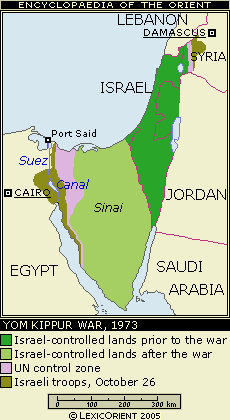 ENCYCLOPAEDIA OF THE ORIENT
LEBANON
DAMASCUS
SYRIA
ISRAEL
Port Said
Suez
Canal
CAIRO
Sinai
JORDAN
EGYPT
SAUDI
ARABIA
YOM KIPPUR WAR, 1973
Israel-controlled lands prior to the war
Israel-controlled lands after the war
UN control zone
Israeli troops, October 26
0 100 200 300 km
© LEXICORIENT 2005